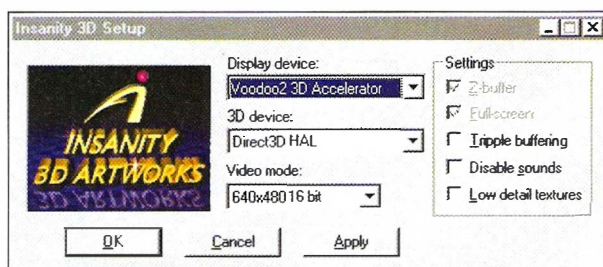 Insanity 3D Setup
INSANITY
3D ARTWORKS
Display device:
Voodoo2 3D Accelerator
3D device:
Direct3D HAL
Video mode:
640x480 16 bit
Settings
Z-buffer
Full-screen
Tripple buffering
Disable sounds
Low detail textures
OK
Cancel
Apply